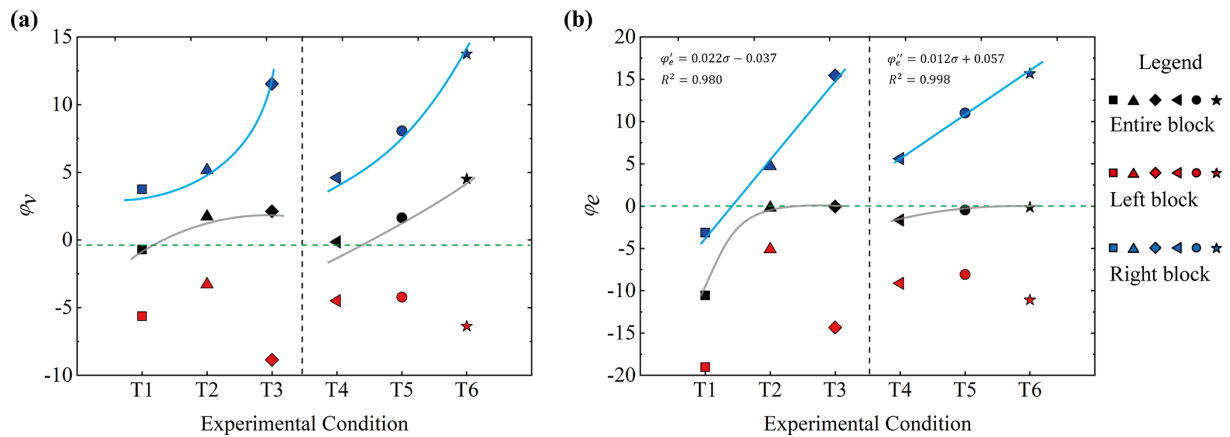 (a)
15
10
5
0
-5
-10
φv
T1 T2 T3 T4 T5 T6
Experimental Condition
(b)
20
15
10
5
0
-5
-10
-15
-20
φe
φe′ = 0.022σ − 0.037
R² = 0.980
φe′′ = 0.012σ + 0.057
R² = 0.998
T1 T2 T3 T4 T5 T6
Experimental Condition
Legend
Entire block
Left block
Right block